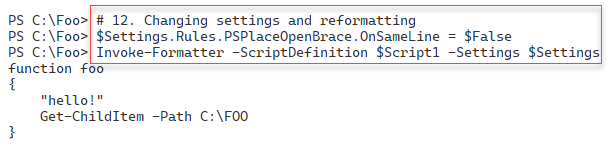 PS C:\Foo> # 12. Changing settings and reformatting
PS C:\Foo> $Settings.Rules.PSPlaceOpenBrace.OnSameLine = $False
PS C:\Foo> Invoke-Formatter -ScriptDefinition $Script1 -Settings $Settings
function foo
{
    "hello!"
    Get-ChildItem -Path C:\FOO
}